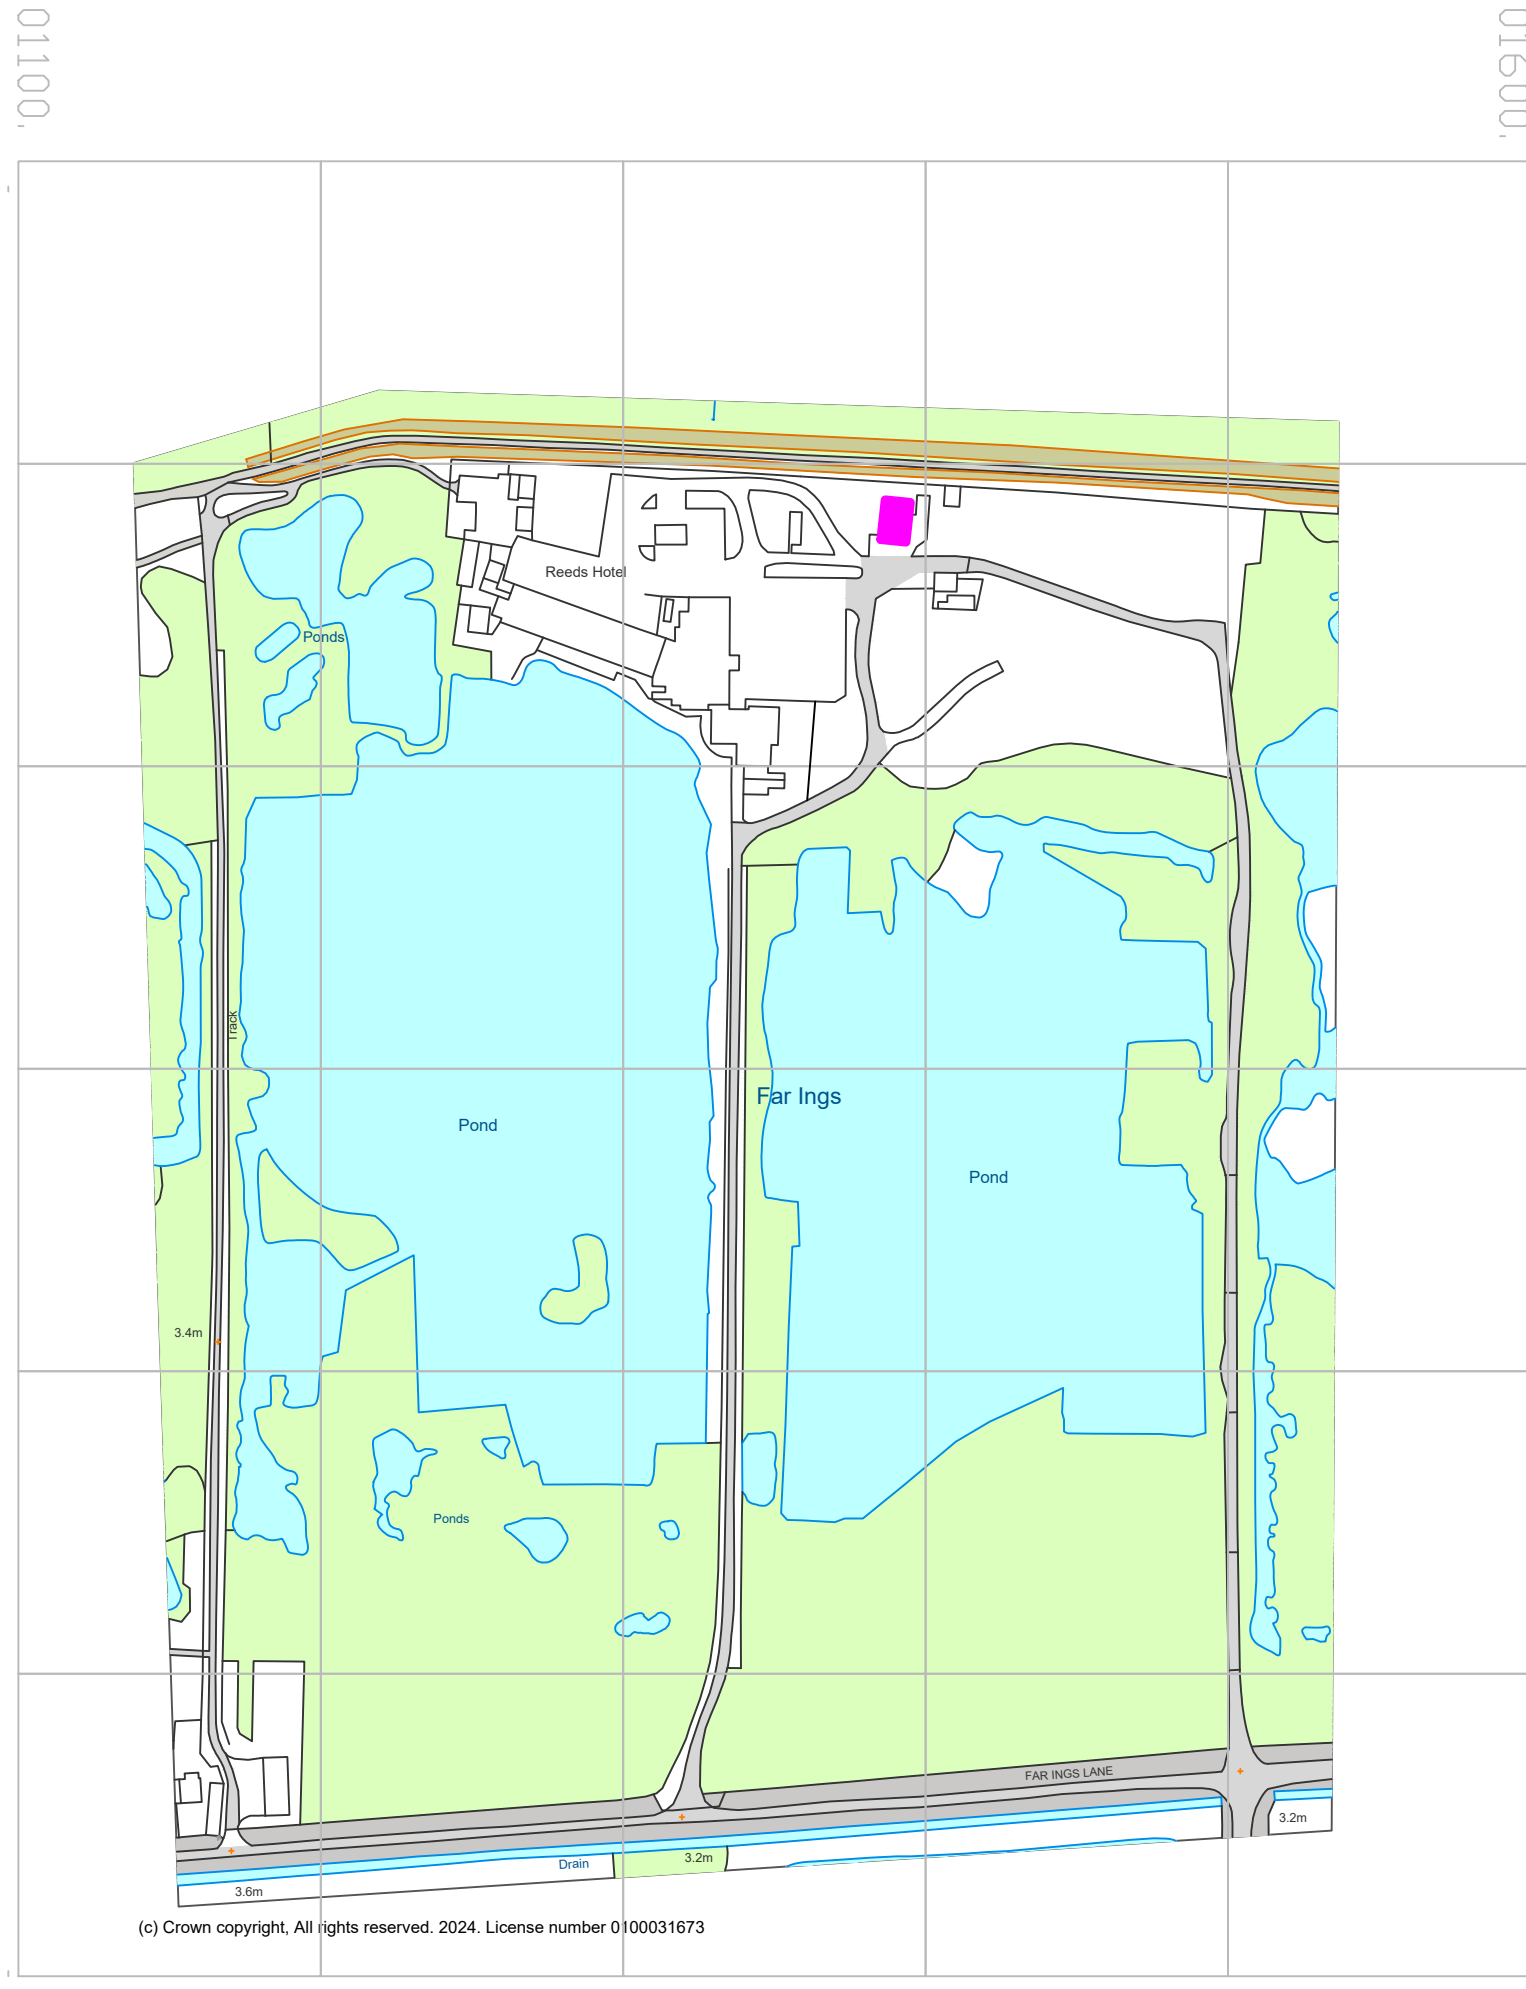 01100.
01600.
Reeds Hotel
Ponds
Track
Far Ings
Pond
Pond
3.4m
Ponds
FAR INGS LANE
3.2m
3.2m
Drain
3.6m
(c) Crown copyright, All rights reserved. 2024. License number 0100031673